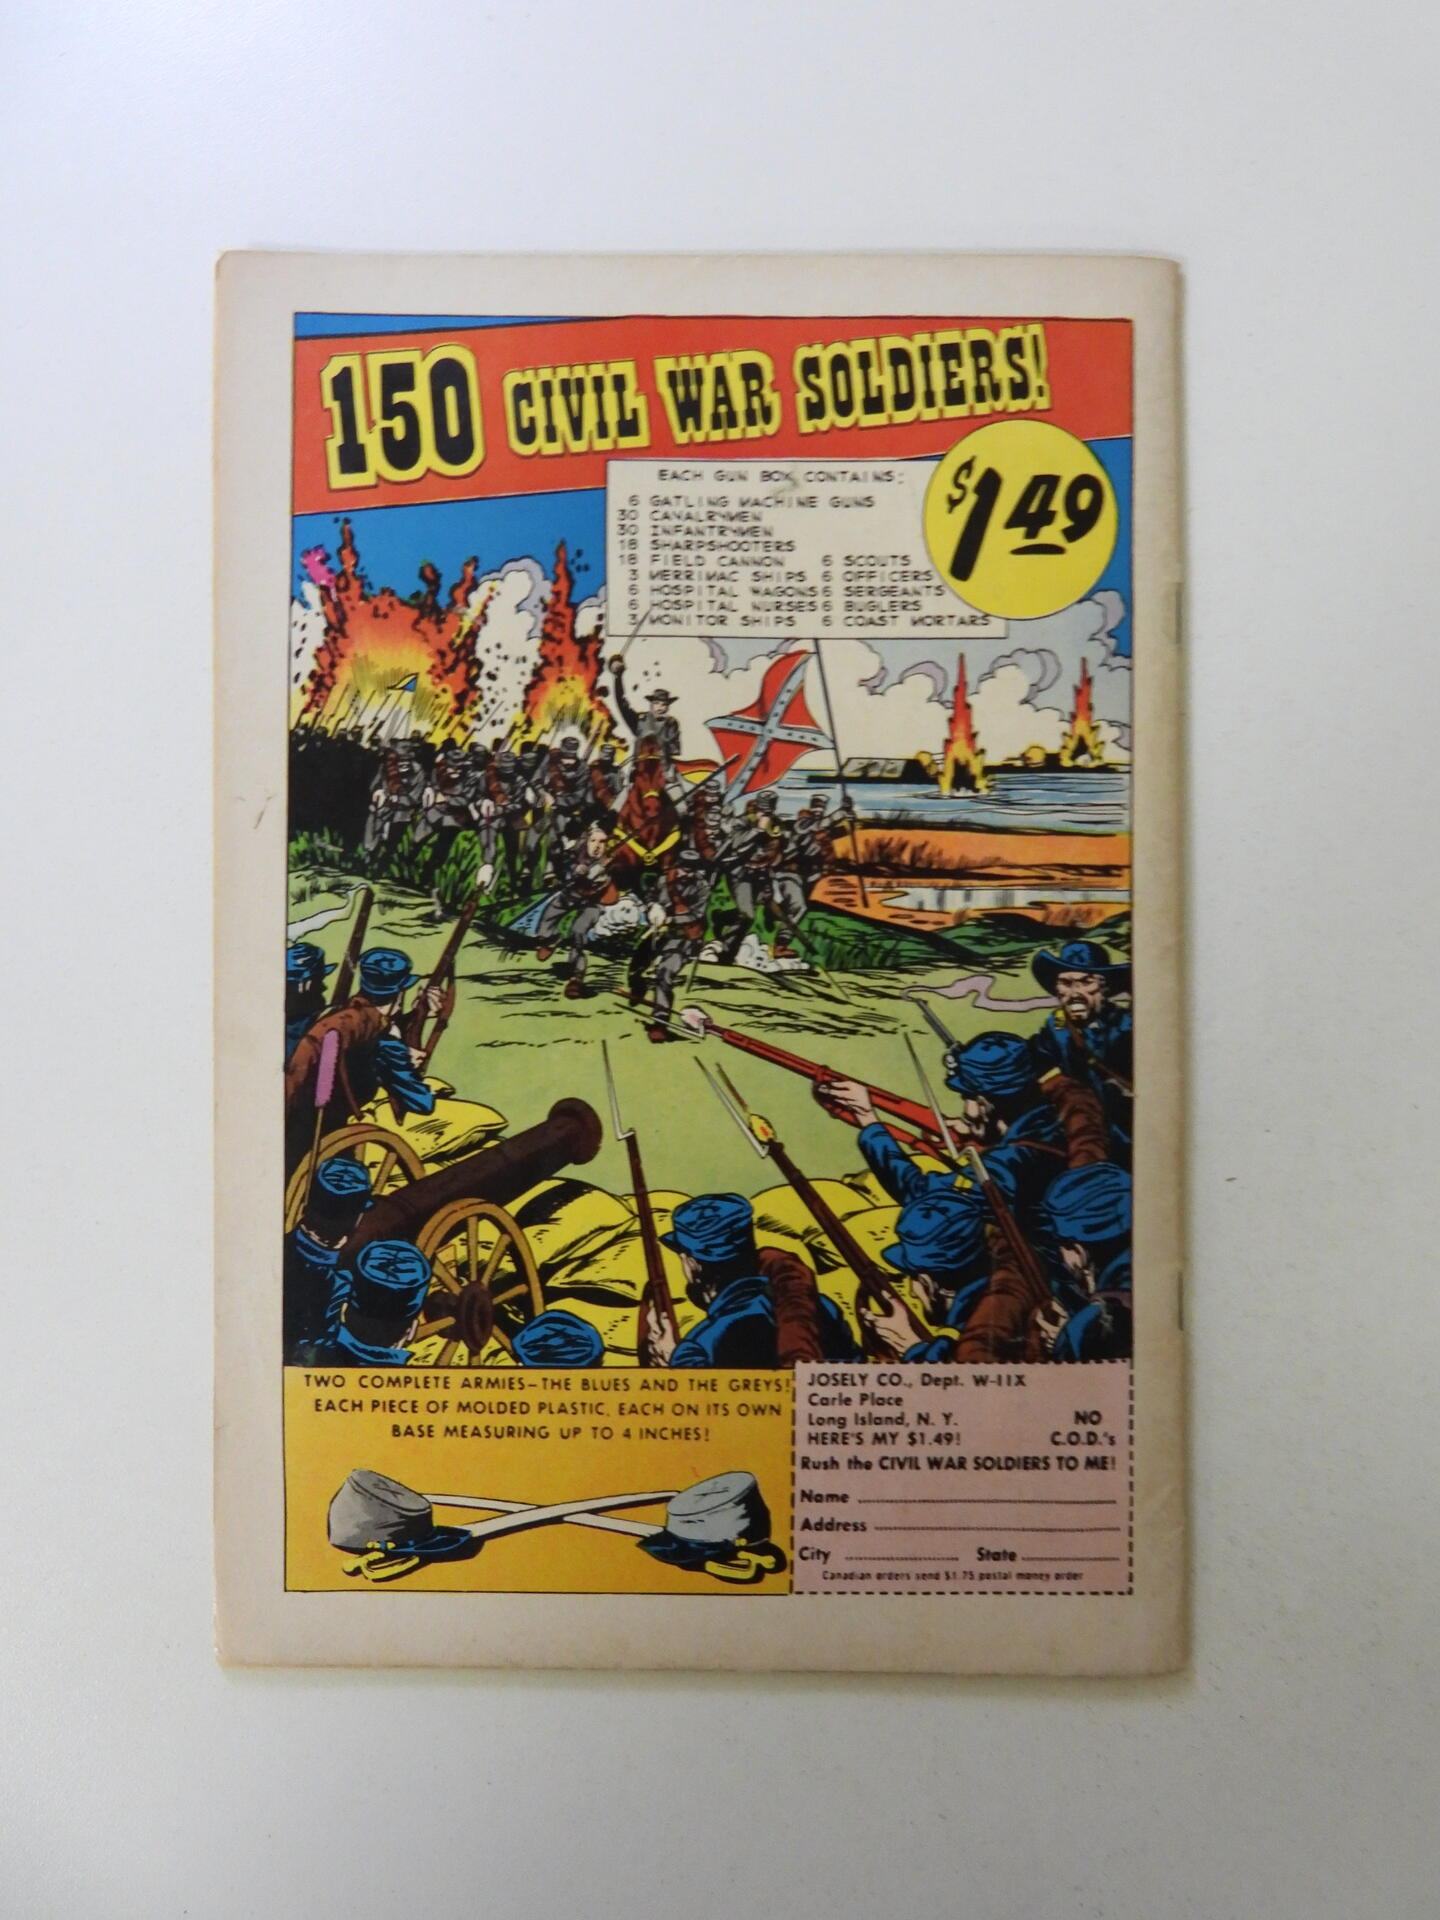 150 CIVIL WAR SOLDIERS!
$1.49
EACH GUN BOX CONTAINS:
6 GATLING MACHINE GUNS
30 CAVALRYMEN
30 INFANTRYMEN
18 SHARPSHOOTERS
18 FIELD CANNON 6 SCOUTS
3 MERRIMAC SHIPS 6 OFFICERS
6 HOSPITAL WAGONS 6 SERGEANTS
6 HOSPITAL NURSES 6 BUGLERS
3 MONITOR SHIPS 6 COAST MORTARS
TWO COMPLETE ARMIES-THE BLUES AND THE GREYS!
EACH PIECE OF MOLDED PLASTIC, EACH ON ITS OWN
BASE MEASURING UP TO 4 INCHES!
JOSELY CO., Dept. W-11X
Carle Place
Long Island, N. Y. NO
HERE'S MY $1.49! C.O.D.'s
Rush the CIVIL WAR SOLDIERS TO ME!
Name
Address
City State
Canadian orders send $1.75 postal money order